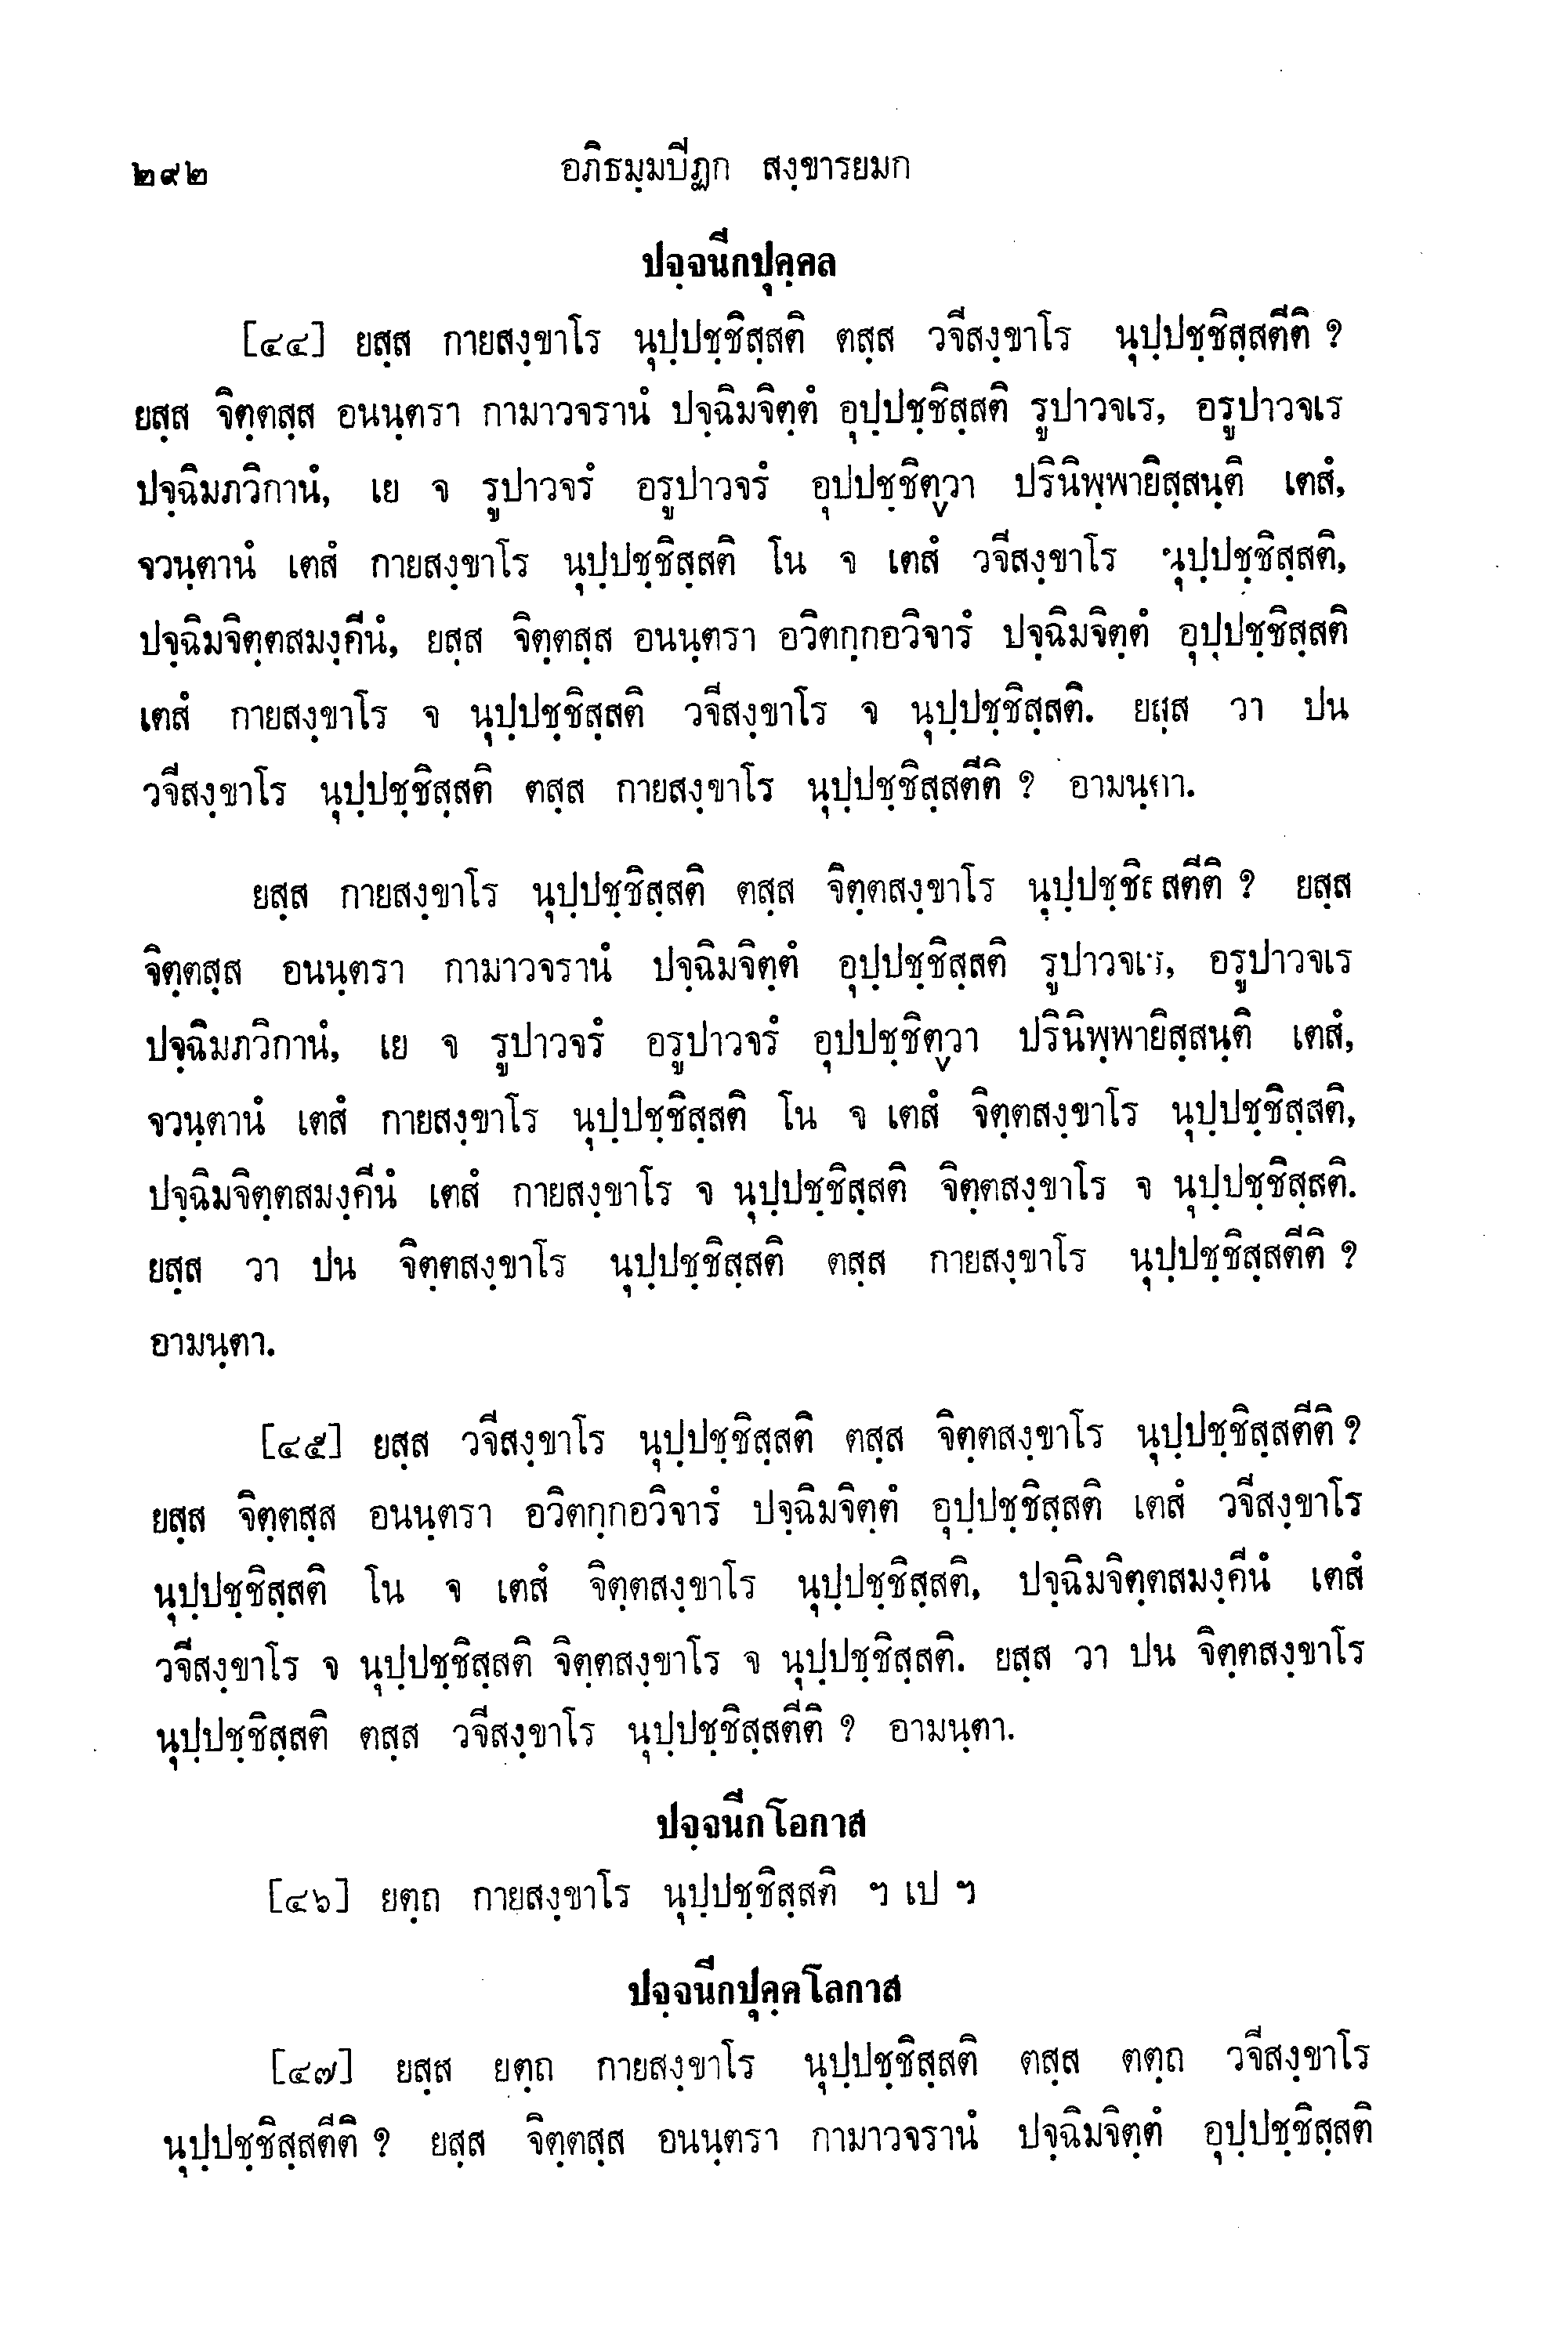 ๒๙๒ อภิธมฺมปีฏก สงฺขารยมก
ปจฺจนีกปุคฺคล
[๔๔] ยสฺส กายสงฺขาโร นุปฺปชฺชิสฺสติ ตสฺส วจีสงฺขาโร นุปฺปชฺชิสฺสตีติ ?
ยสฺส จิตฺตสฺส อนนฺตรา กามาวจรานํ ปจฺฉิมจิตฺตํ อุปฺปชฺชิสฺสติ รูปาวจเร, อรูปาวจเร
ปจฺฉิมภวิกานํ, เย จ รูปาวจรํ อรูปาวจรํ อุปปชฺชิตฺวา ปรินิพฺพายิสฺสนฺติ เตสํ,
จวนฺตานํ เตสํ กายสงฺขาโร นุปฺปชฺชิสฺสติ โน จ เตสํ วจีสงฺขาโร นุปฺปชฺชิสฺสติ,
ปจฺฉิมจิตฺตสมงฺคีนํ, ยสฺส จิตฺตสฺส อนนฺตรา อวิตกฺกอวิจารํ ปจฺฉิมจิตฺตํ อุปฺปชฺชิสฺสติ
เตสํ กายสงฺขาโร จ นุปฺปชฺชิสฺสติ วจีสงฺขาโร จ นุปฺปชฺชิสฺสติ. ยสฺส วา ปน
วจีสงฺขาโร นุปฺปชฺชิสฺสติ ตสฺส กายสงฺขาโร นุปฺปชฺชิสฺสตีติ ? อามนฺตา.
ยสฺส กายสงฺขาโร นุปฺปชฺชิสฺสติ ตสฺส จิตฺตสงฺขาโร นุปฺปชฺชิสฺสตีติ ? ยสฺส
จิตฺตสฺส อนนฺตรา กามาวจรานํ ปจฺฉิมจิตฺตํ อุปฺปชฺชิสฺสติ รูปาวจเร, อรูปาวจเร
ปจฺฉิมภวิกานํ, เย จ รูปาวจรํ อรูปาวจรํ อุปปชฺชิตฺวา ปรินิพฺพายิสฺสนฺติ เตสํ,
จวนฺตานํ เตสํ กายสงฺขาโร นุปฺปชฺชิสฺสติ โน จ เตสํ จิตฺตสงฺขาโร นุปฺปชฺชิสฺสติ,
ปจฺฉิมจิตฺตสมงฺคีนํ เตสํ กายสงฺขาโร จ นุปฺปชฺชิสฺสติ จิตฺตสงฺขาโร จ นุปฺปชฺชิสฺสติ.
ยสฺส วา ปน จิตฺตสงฺขาโร นุปฺปชฺชิสฺสติ ตสฺส กายสงฺขาโร นุปฺปชฺชิสฺสตีติ ?
อามนฺตา.
[๔๕] ยสฺส วจีสงฺขาโร นุปฺปชฺชิสฺสติ ตสฺส จิตฺตสงฺขาโร นุปฺปชฺชิสฺสตีติ ?
ยสฺส จิตฺตสฺส อนนฺตรา อวิตกฺกอวิจารํ ปจฺฉิมจิตฺตํ อุปฺปชฺชิสฺสติ เตสํ วจีสงฺขาโร
นุปฺปชฺชิสฺสติ โน จ เตสํ จิตฺตสงฺขาโร นุปฺปชฺชิสฺสติ, ปจฺฉิมจิตฺตสมงฺคีนํ เตสํ
วจีสงฺขาโร จ นุปฺปชฺชิสฺสติ จิตฺตสงฺขาโร จ นุปฺปชฺชิสฺสติ. ยสฺส วา ปน จิตฺตสงฺขาโร
นุปฺปชฺชิสฺสติ ตสฺส วจีสงฺขาโร นุปฺปชฺชิสฺสตีติ ? อามนฺตา.
ปจฺจนีกโอกาส
[๔๖] ยตฺถ กายสงฺขาโร นุปฺปชฺชิสฺสติ ฯ เป ฯ
ปจฺจนีกปุคฺคโลกาส
[๔๗] ยสฺส ยตฺถ กายสงฺขาโร นุปฺปชฺชิสฺสติ ตสฺส ตตฺถ วจีสงฺขาโร
นุปฺปชฺชิสฺสตีติ ? ยสฺส จิตฺตสฺส อนนฺตรา กามาวจรานํ ปจฺฉิมจิตฺตํ อุปฺปชฺชิสฺสติ